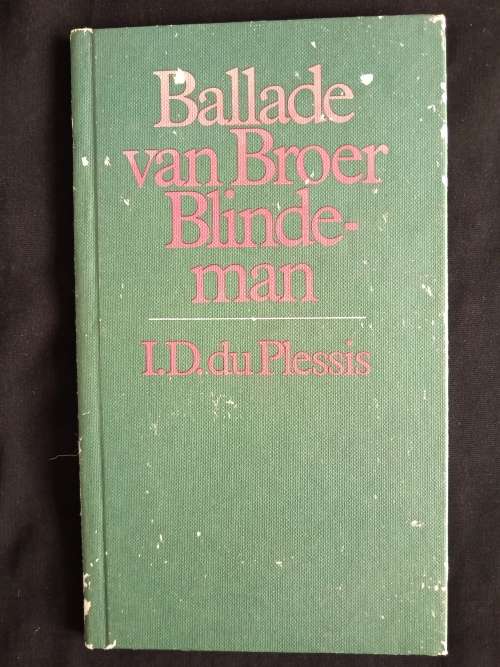 Ballade
van Broer
Blinde-
man
I.D. du Plessis